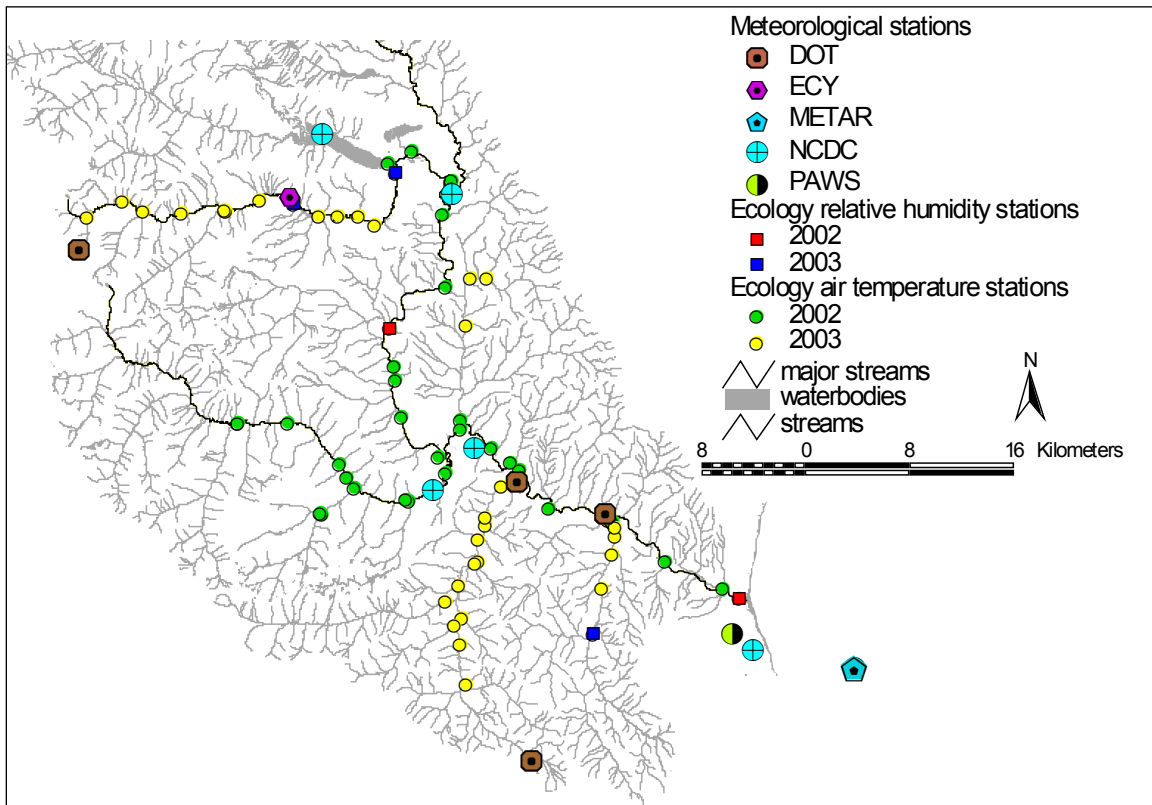 Meteorological stations
DOT
ECY
METAR
NCDC
PAWS
Ecology relative humidity stations
2002
2003
Ecology air temperature stations
2002
2003
major streams
waterbodies
streams
N
8 0 8 16 Kilometers